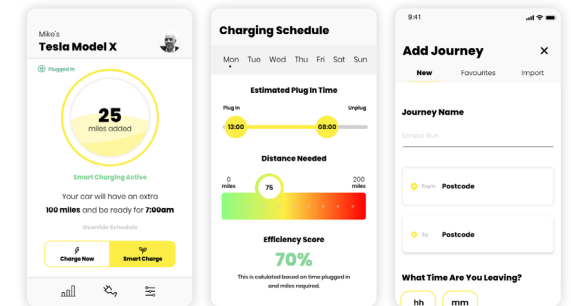 Mike's
Tesla Model X
Plugged in
25
miles added
Smart Charging Active
Your car will have an extra
100 miles and be ready for 7:00am
Override Schedule
Charge Now
Smart Charge
Charging Schedule
Mon Tue Wed Thu Fri Sat Sun
Estimated Plug In Time
Plug in
Unplug
13:00
08:00
Distance Needed
0
miles
75
200
miles
Efficiency Score
70%
This is calulated based on time plugged in
and miles required.
9:41
Add Journey
New Favourites Import
Journey Name
School Run
From Postcode
To Postcode
What Time Are You Leaving?
hh mm